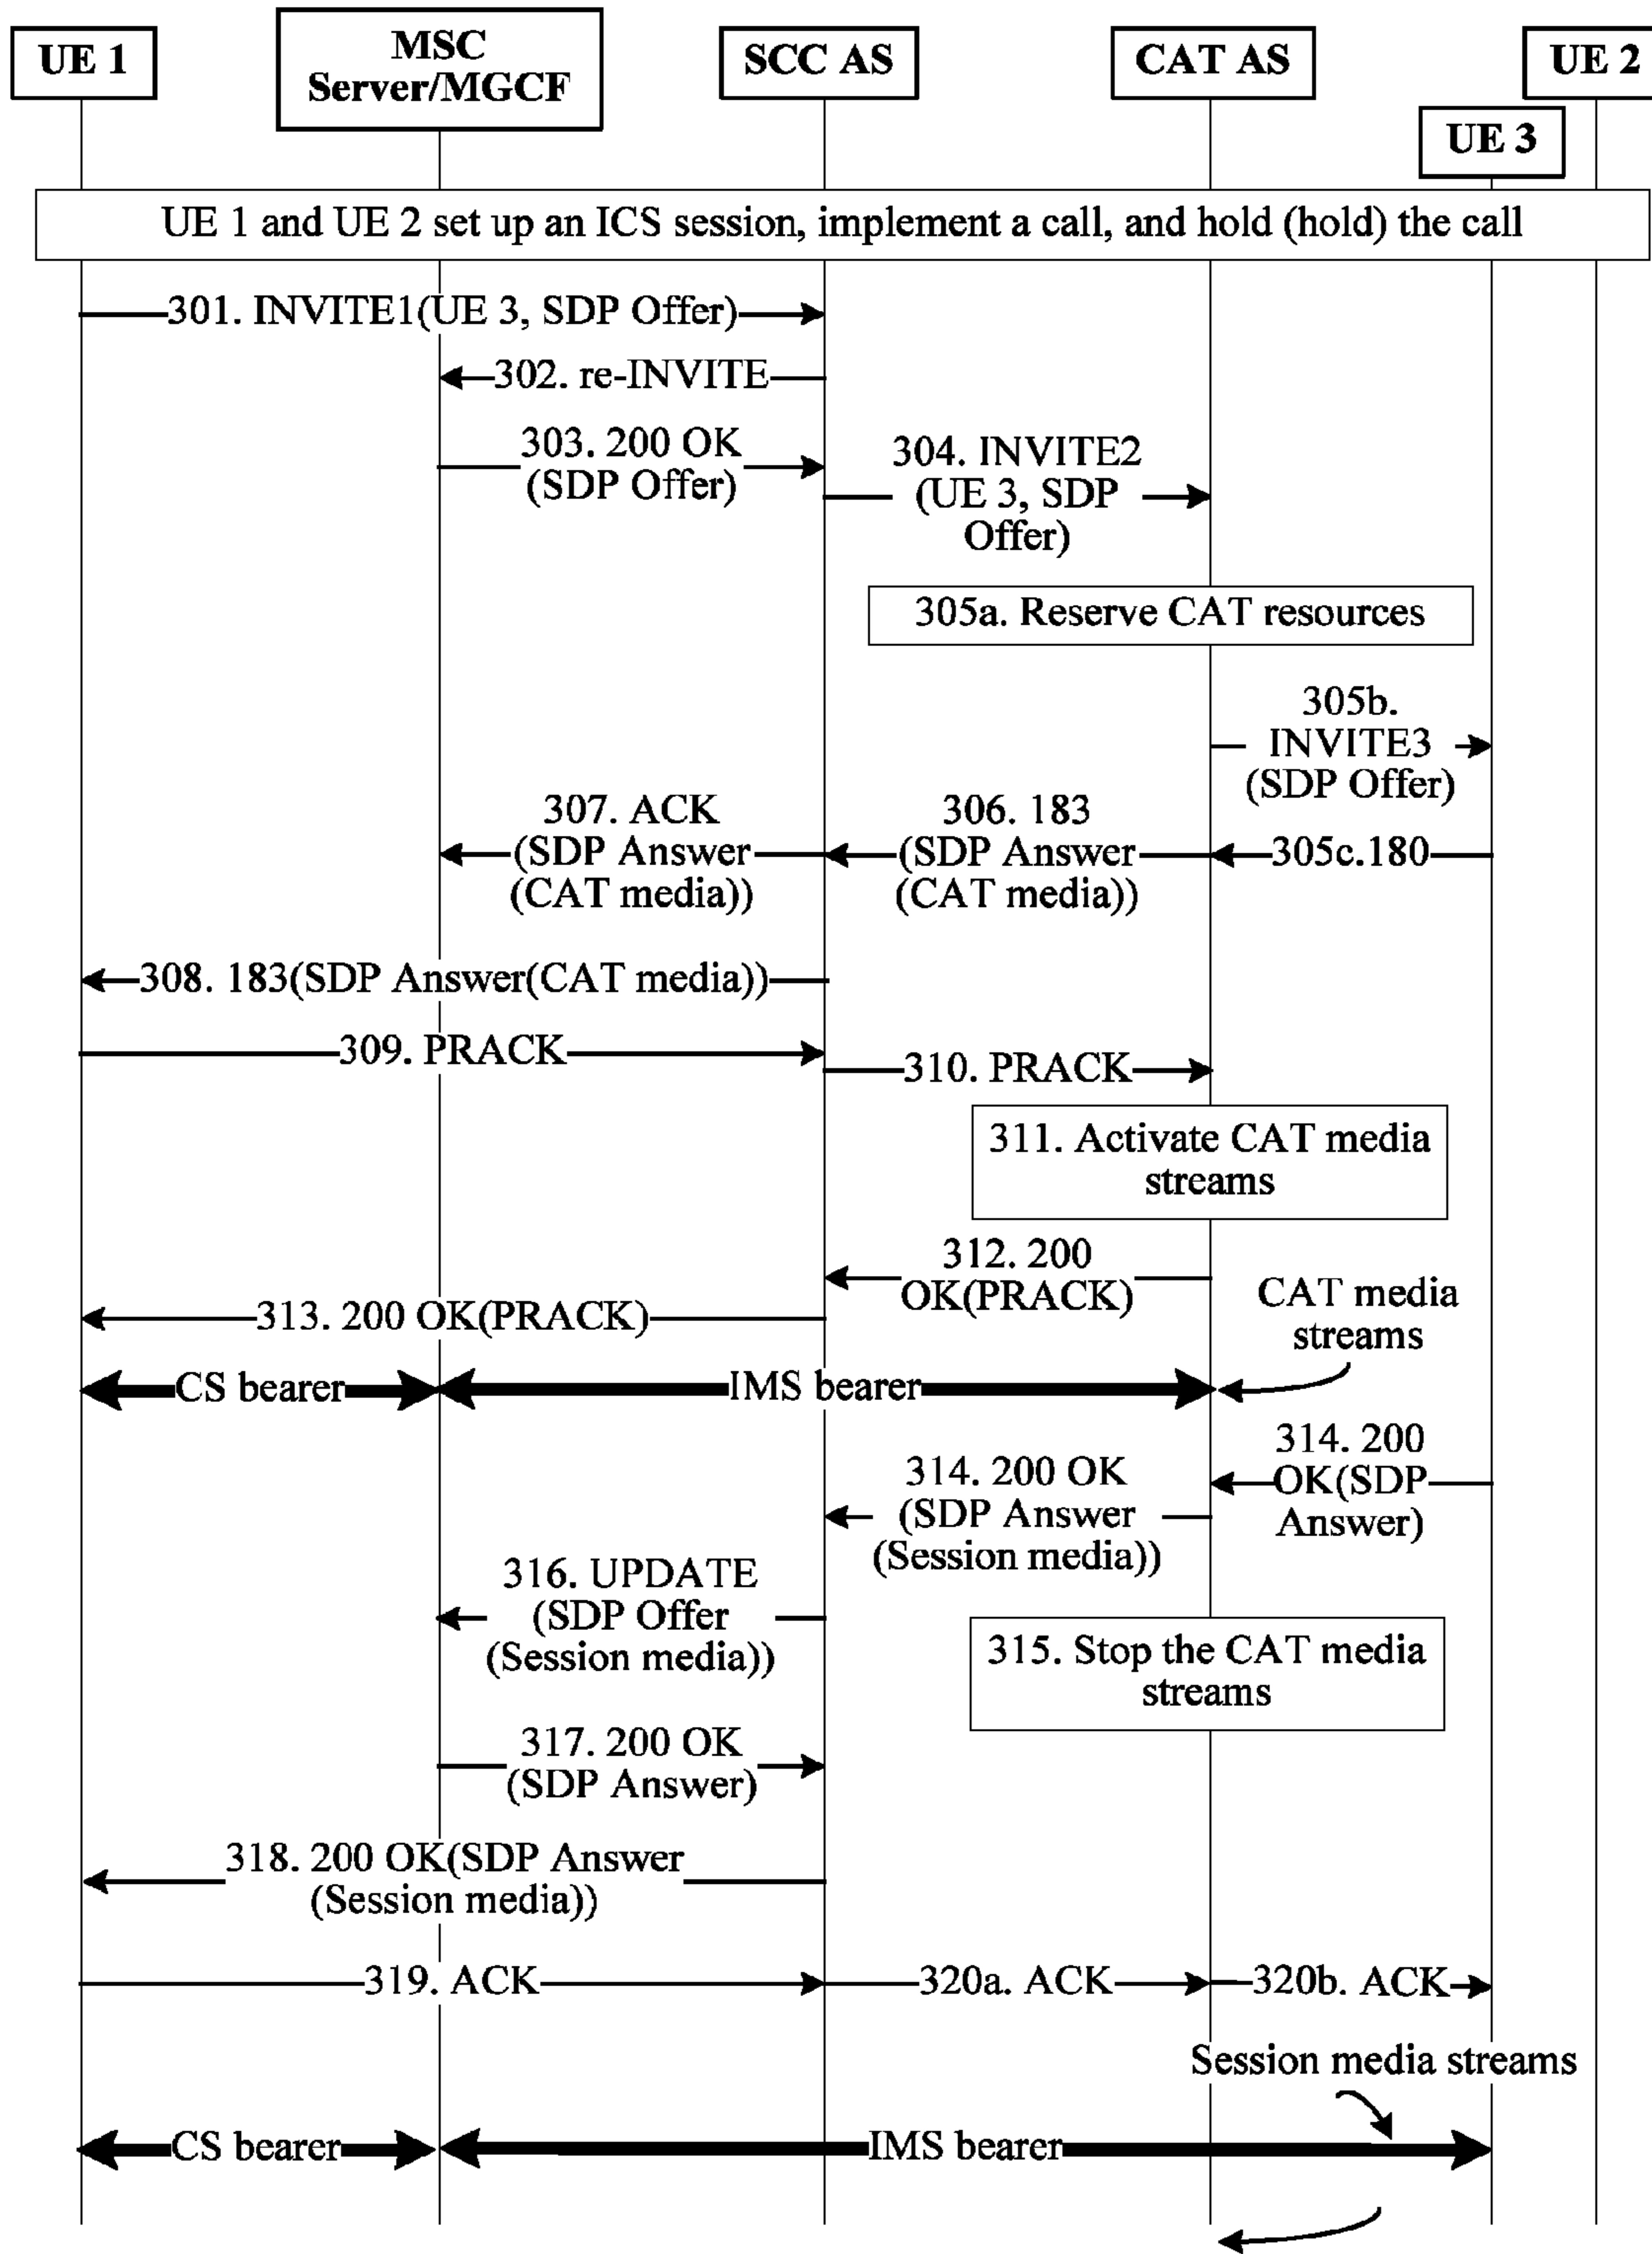 UE 1
MSC
Server/MGCF
SCC AS
CAT AS
UE 2
UE 3
UE 1 and UE 2 set up an ICS session, implement a call, and hold (hold) the call
301. INVITE1(UE 3, SDP Offer)
302. re-INVITE
303. 200 OK
(SDP Offer)
304. INVITE2
(UE 3, SDP
Offer)
305a. Reserve CAT resources
305b.
INVITE3
(SDP Offer)
307. ACK
(SDP Answer
(CAT media))
306. 183
(SDP Answer
(CAT media))
305c.180
308. 183(SDP Answer(CAT media))
309. PRACK
310. PRACK
311. Activate CAT media
streams
312. 200
OK(PRACK)
313. 200 OK(PRACK)
CAT media
streams
CS bearer
IMS bearer
314. 200
OK(SDP
Answer)
314. 200 OK
(SDP Answer
(Session media))
316. UPDATE
(SDP Offer
(Session media))
315. Stop the CAT media
streams
317. 200 OK
(SDP Answer)
318. 200 OK(SDP Answer
(Session media))
319. ACK
320a. ACK
320b. ACK
Session media streams
CS bearer
IMS bearer